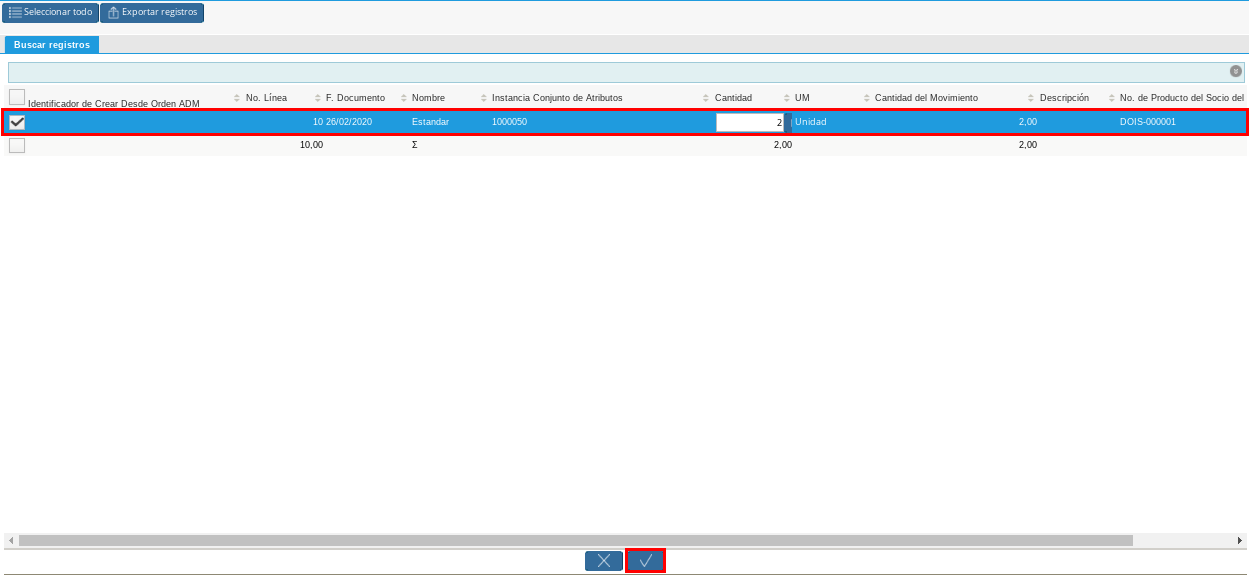 Seleccionar todo Exportar registros
Buscar registros
Identificador de Crear Desde Orden ADM No. Línea F. Documento Nombre Instancia Conjunto de Atributos Cantidad UM Cantidad del Movimiento Descripción No. de Producto del Socio del
10 26/02/2020 Estandar 1000050 2 Unidad 2,00 DOIS-000001
10,00 Σ 2,00 2,00